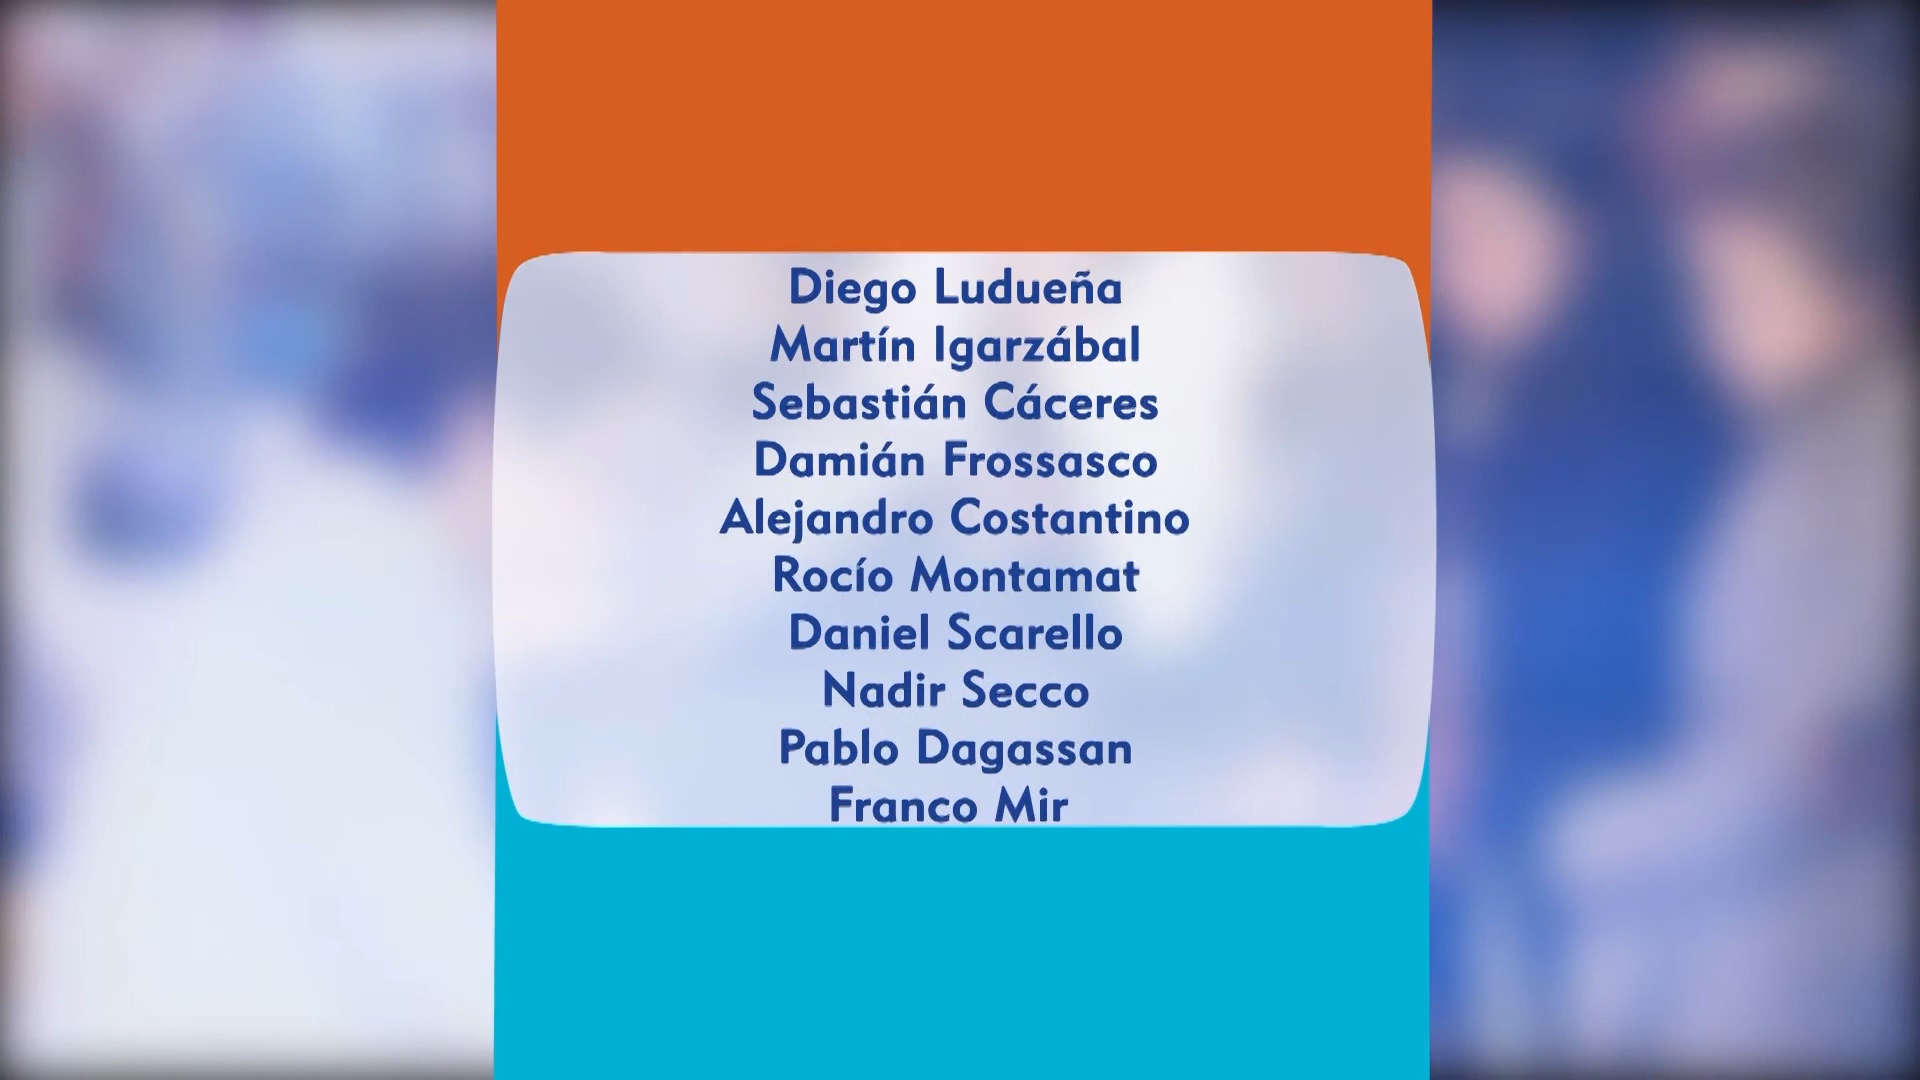 Diego Ludueña
Martín Igarzábal
Sebastián Cáceres
Damián Frossasco
Alejandro Costantino
Rocío Montamat
Daniel Scarello
Nadir Secco
Pablo Dagassan
Franco Mir